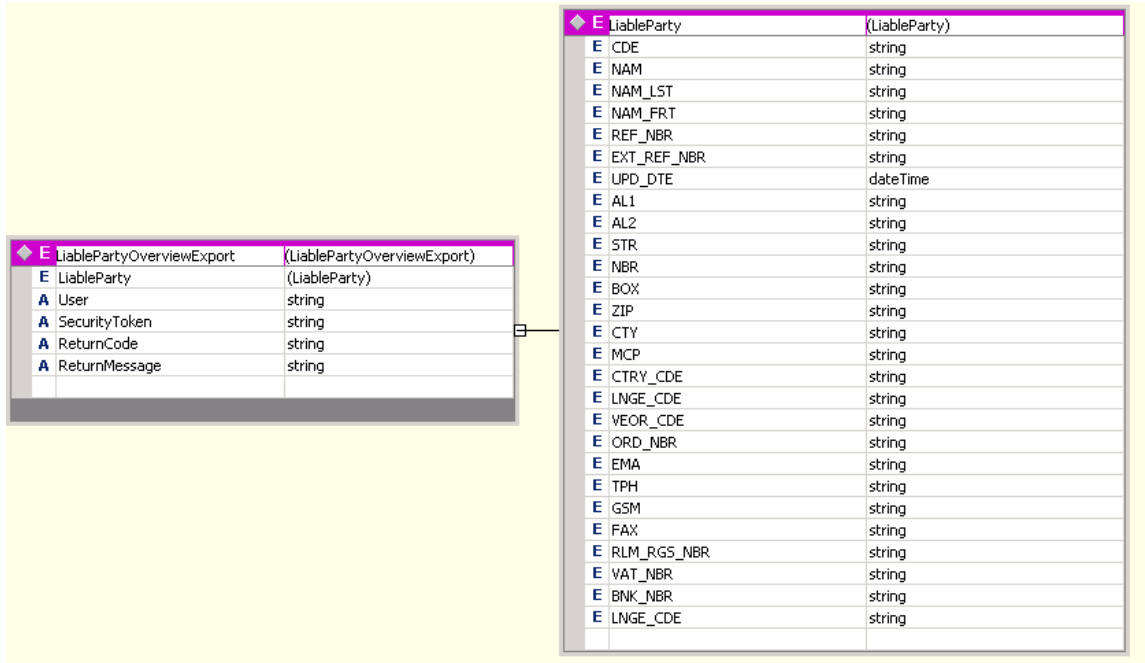 E LiablePartyOverviewExport (LiablePartyOverviewExport)
E LiableParty (LiableParty)
A User string
A SecurityToken string
A ReturnCode string
A ReturnMessage string
E LiableParty (LiableParty)
E CDE string
E NAM string
E NAM_LST string
E NAM_FRT string
E REF_NBR string
E EXT_REF_NBR string
E UPD_DTE dateTime
E AL1 string
E AL2 string
E STR string
E NBR string
E BOX string
E ZIP string
E CTY string
E MCP string
E CTRY_CDE string
E LNGE_CDE string
E VEOR_CDE string
E ORD_NBR string
E EMA string
E TPH string
E GSM string
E FAX string
E RLM_RGS_NBR string
E VAT_NBR string
E BNK_NBR string
E LNGE_CDE string